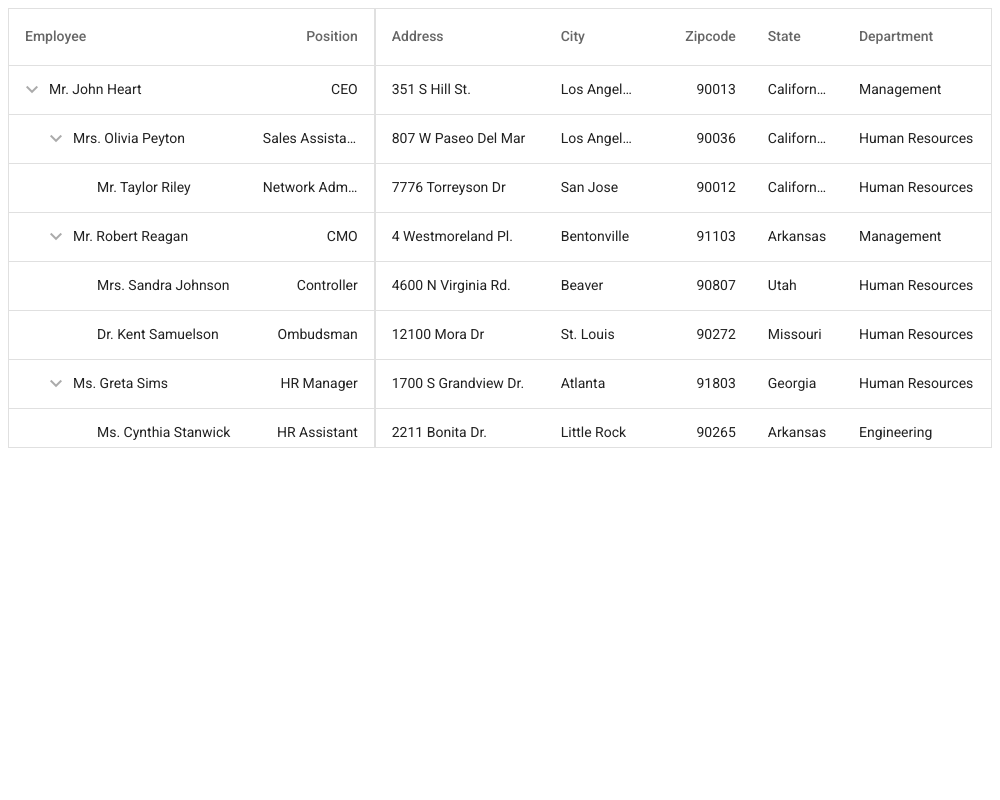 Employee Position Address City Zipcode State Department
Mr. John Heart CEO 351 S Hill St. Los Angel... 90013 Californ... Management
Mrs. Olivia Peyton Sales Assista... 807 W Paseo Del Mar Los Angel... 90036 Californ... Human Resources
Mr. Taylor Riley Network Adm... 7776 Torreyson Dr San Jose 90012 Californ... Human Resources
Mr. Robert Reagan CMO 4 Westmoreland Pl. Bentonville 91103 Arkansas Management
Mrs. Sandra Johnson Controller 4600 N Virginia Rd. Beaver 90807 Utah Human Resources
Dr. Kent Samuelson Ombudsman 12100 Mora Dr St. Louis 90272 Missouri Human Resources
Ms. Greta Sims HR Manager 1700 S Grandview Dr. Atlanta 91803 Georgia Human Resources
Ms. Cynthia Stanwick HR Assistant 2211 Bonita Dr. Little Rock 90265 Arkansas Engineering